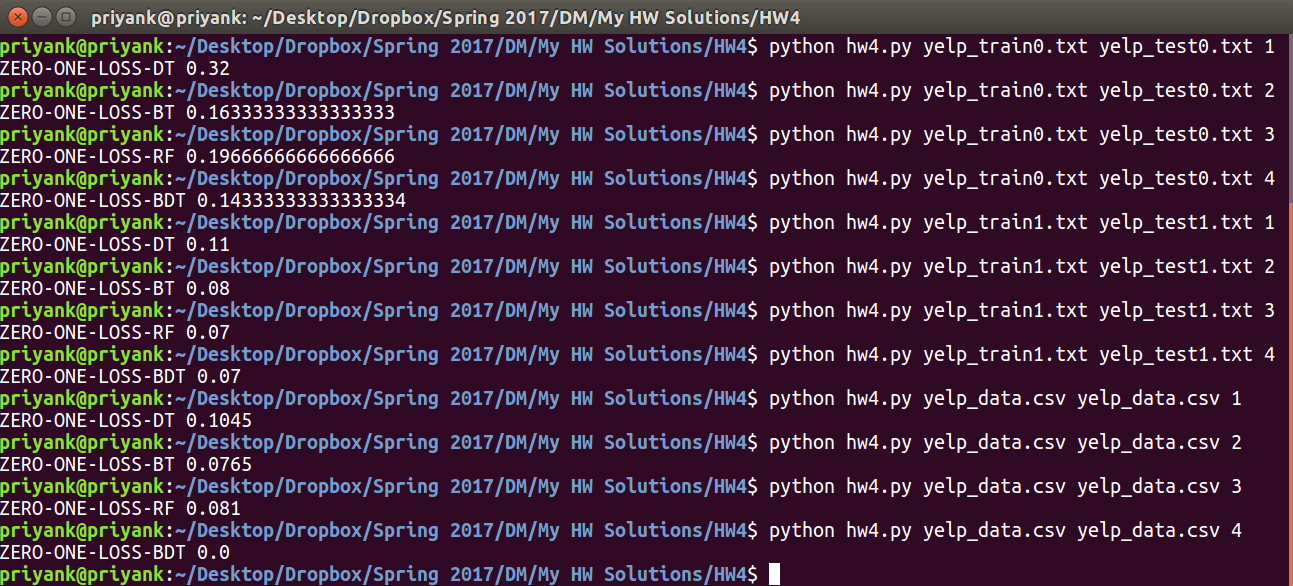 priyank@priyank: ~/Desktop/Dropbox/Spring 2017/DM/My HW Solutions/HW4
priyank@priyank:~/Desktop/Dropbox/Spring 2017/DM/My HW Solutions/HW4$ python hw4.py yelp_train0.txt yelp_test0.txt 1
ZERO-ONE-LOSS-DT 0.32
priyank@priyank:~/Desktop/Dropbox/Spring 2017/DM/My HW Solutions/HW4$ python hw4.py yelp_train0.txt yelp_test0.txt 2
ZERO-ONE-LOSS-BT 0.16333333333333333
priyank@priyank:~/Desktop/Dropbox/Spring 2017/DM/My HW Solutions/HW4$ python hw4.py yelp_train0.txt yelp_test0.txt 3
ZERO-ONE-LOSS-RF 0.19666666666666666
priyank@priyank:~/Desktop/Dropbox/Spring 2017/DM/My HW Solutions/HW4$ python hw4.py yelp_train0.txt yelp_test0.txt 4
ZERO-ONE-LOSS-BDT 0.14333333333333334
priyank@priyank:~/Desktop/Dropbox/Spring 2017/DM/My HW Solutions/HW4$ python hw4.py yelp_train1.txt yelp_test1.txt 1
ZERO-ONE-LOSS-DT 0.11
priyank@priyank:~/Desktop/Dropbox/Spring 2017/DM/My HW Solutions/HW4$ python hw4.py yelp_train1.txt yelp_test1.txt 2
ZERO-ONE-LOSS-BT 0.08
priyank@priyank:~/Desktop/Dropbox/Spring 2017/DM/My HW Solutions/HW4$ python hw4.py yelp_train1.txt yelp_test1.txt 3
ZERO-ONE-LOSS-RF 0.07
priyank@priyank:~/Desktop/Dropbox/Spring 2017/DM/My HW Solutions/HW4$ python hw4.py yelp_train1.txt yelp_test1.txt 4
ZERO-ONE-LOSS-BDT 0.07
priyank@priyank:~/Desktop/Dropbox/Spring 2017/DM/My HW Solutions/HW4$ python hw4.py yelp_data.csv yelp_data.csv 1
ZERO-ONE-LOSS-DT 0.1045
priyank@priyank:~/Desktop/Dropbox/Spring 2017/DM/My HW Solutions/HW4$ python hw4.py yelp_data.csv yelp_data.csv 2
ZERO-ONE-LOSS-BT 0.0765
priyank@priyank:~/Desktop/Dropbox/Spring 2017/DM/My HW Solutions/HW4$ python hw4.py yelp_data.csv yelp_data.csv 3
ZERO-ONE-LOSS-RF 0.081
priyank@priyank:~/Desktop/Dropbox/Spring 2017/DM/My HW Solutions/HW4$ python hw4.py yelp_data.csv yelp_data.csv 4
ZERO-ONE-LOSS-BDT 0.0
priyank@priyank:~/Desktop/Dropbox/Spring 2017/DM/My HW Solutions/HW4$